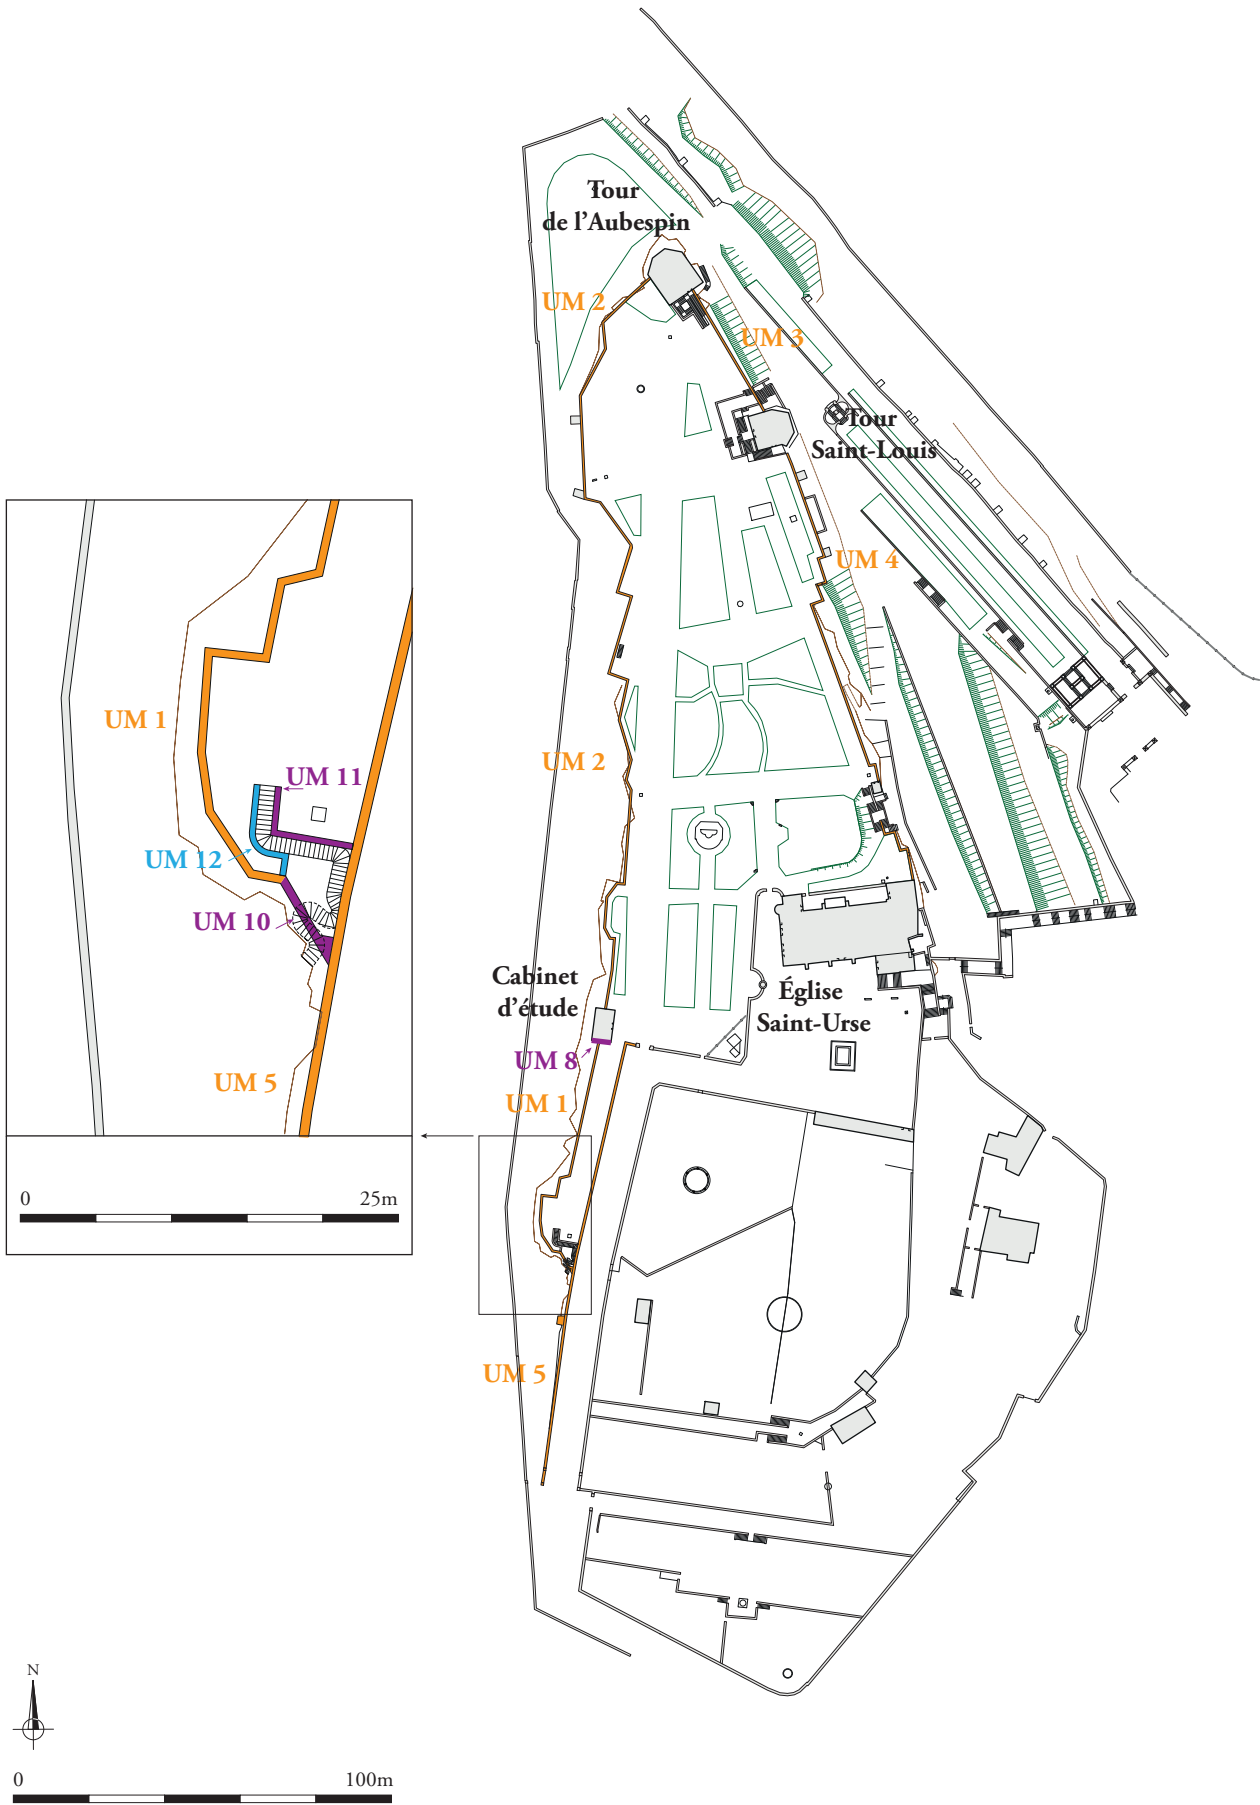 Tour
de l'Aubespin
UM 2
UM 3
Tour
Saint-Louis
UM 4
UM 1
UM 11
UM 12
UM 10
UM 5
0
25m
UM 2
Cabinet
d'étude
Église
Saint-Urse
UM 8
UM 1
UM 5
N
0
100m